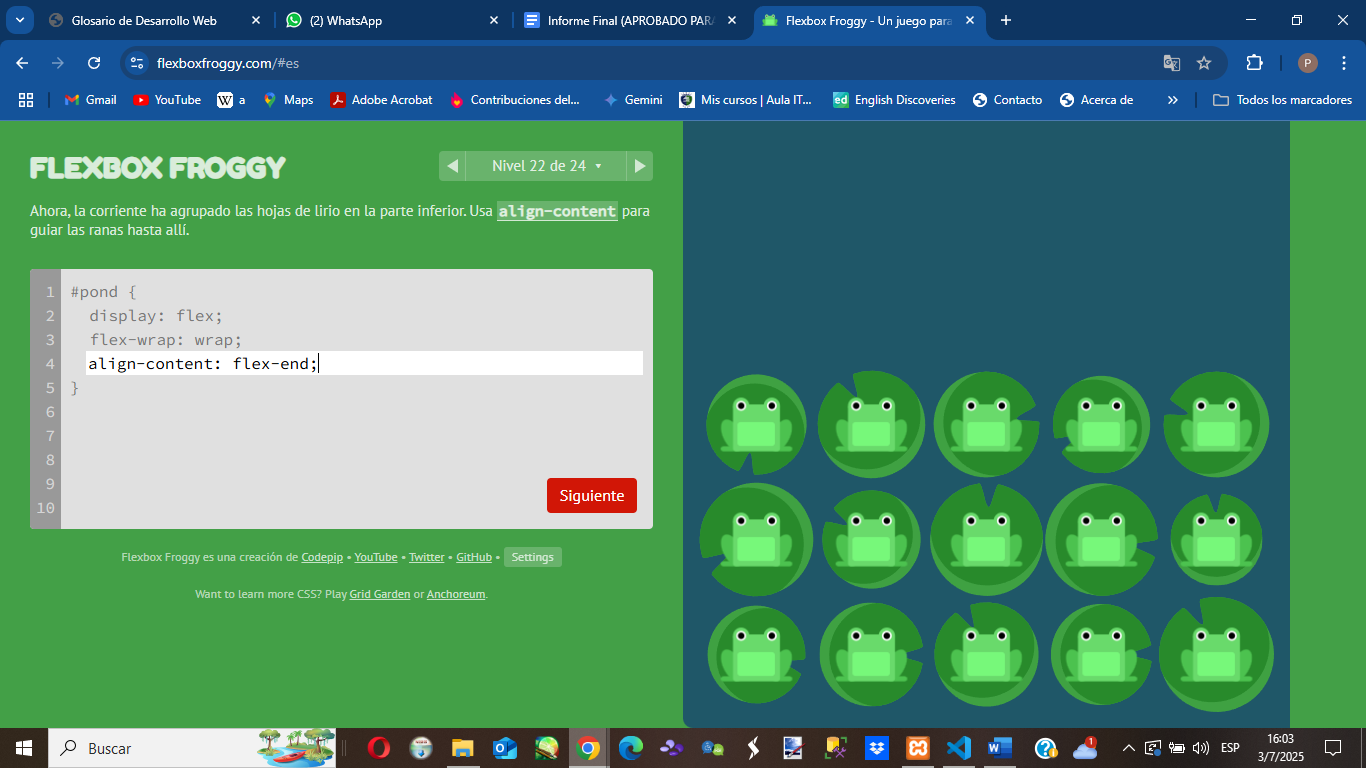 Glosario de Desarrollo Web
(2) WhatsApp
Informe Final (APROBADO PARA
Flexbox Froggy - Un juego para
flexboxfroggy.com/#es
P
Gmail
YouTube
W a
Maps
Adobe Acrobat
Contribuciones del...
Gemini
Mis cursos | Aula IT...
ed English Discoveries
Contacto
Acerca de
»
Todos los marcadores
FLEXBOX FROGGY
Nivel 22 de 24
Ahora, la corriente ha agrupado las hojas de lirio en la parte inferior. Usa align-content para
guiar las ranas hasta allí.
1 #pond {
2 display: flex;
3 flex-wrap: wrap;
4 align-content: flex-end;
5 }
6
7
8
9
10
Siguiente
Flexbox Froggy es una creación de Codepip • YouTube • Twitter • GitHub • Settings
Want to learn more CSS? Play Grid Garden or Anchoreum.
Buscar
1
ESP
16:03
3/7/2025